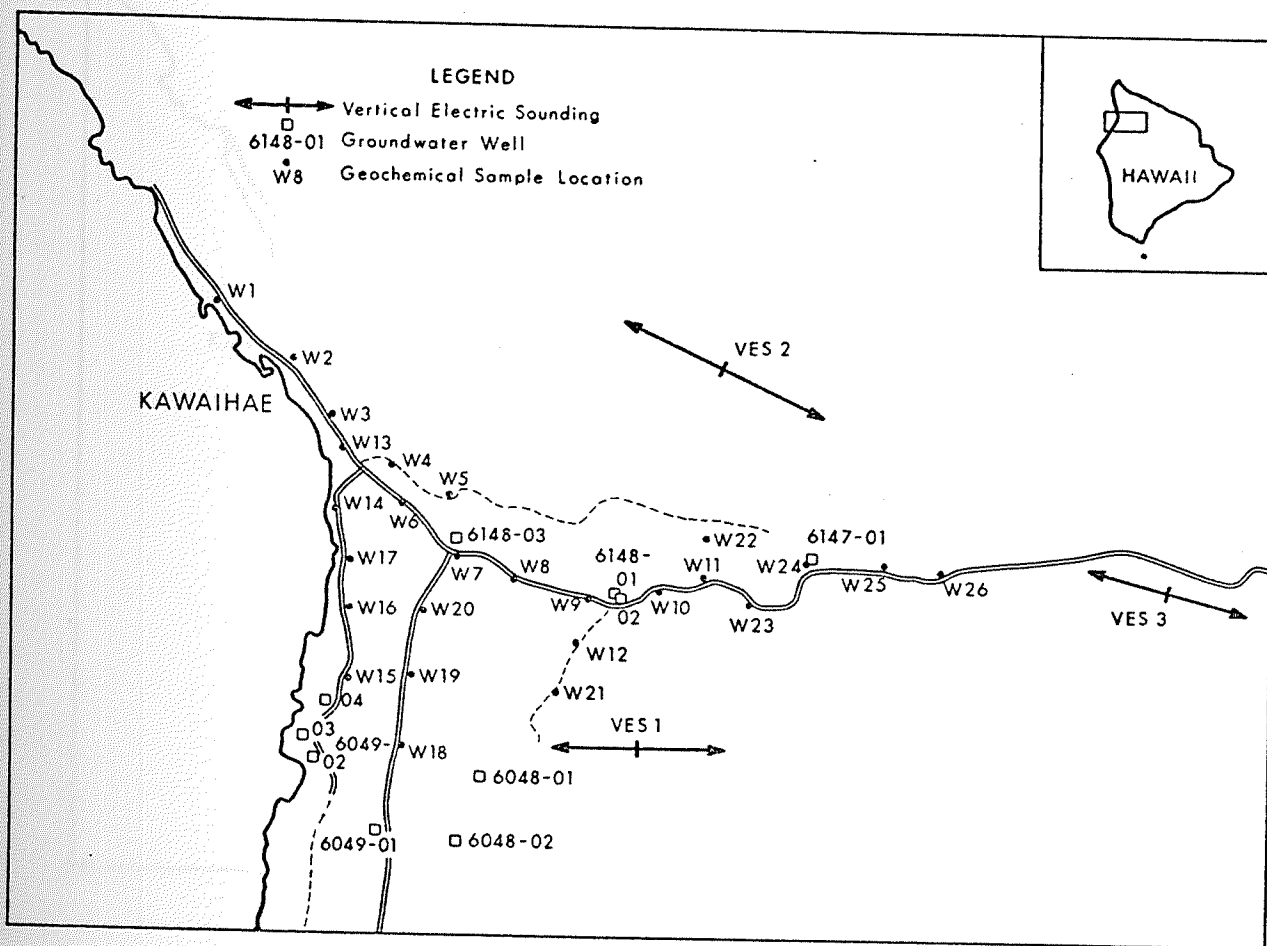 LEGEND
Vertical Electric Sounding
6148-01 Groundwater Well
W8 Geochemical Sample Location
HAWAII
W1
W2
VES 2
KAWAIHAE
W3
W13
W4
W5
W14
W6
6148-03
W22
6147-01
W17
W7
W8
6148-
01
02
W11
W24
W25
W26
W9
W10
W23
VES 3
W16
W20
W12
W15
W19
W21
04
03
02
6049-
W18
VES 1
6048-01
6049-01
6048-02